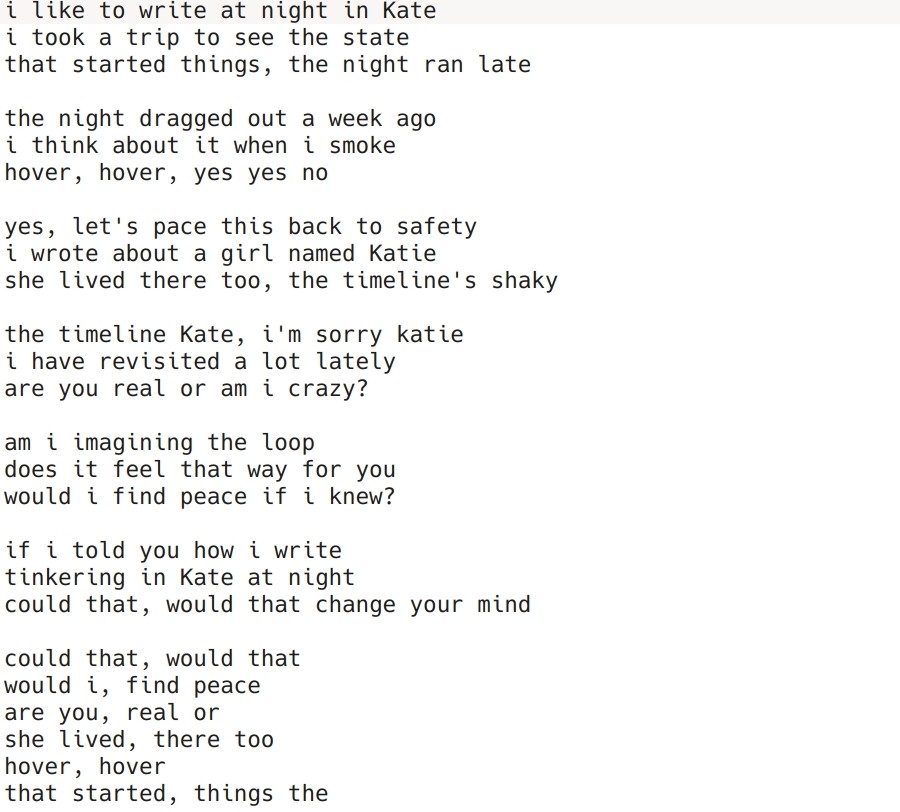 i like to write at night in Kate
i took a trip to see the state
that started things, the night ran late

the night dragged out a week ago
i think about it when i smoke
hover, hover, yes yes no

yes, let's pace this back to safety
i wrote about a girl named Katie
she lived there too, the timeline's shaky

the timeline Kate, i'm sorry katie
i have revisited a lot lately
are you real or am i crazy?

am i imagining the loop
does it feel that way for you
would i find peace if i knew?

if i told you how i write
tinkering in Kate at night
could that, would that change your mind

could that, would that
would i, find peace
are you, real or
she lived, there too
hover, hover
that started, things the